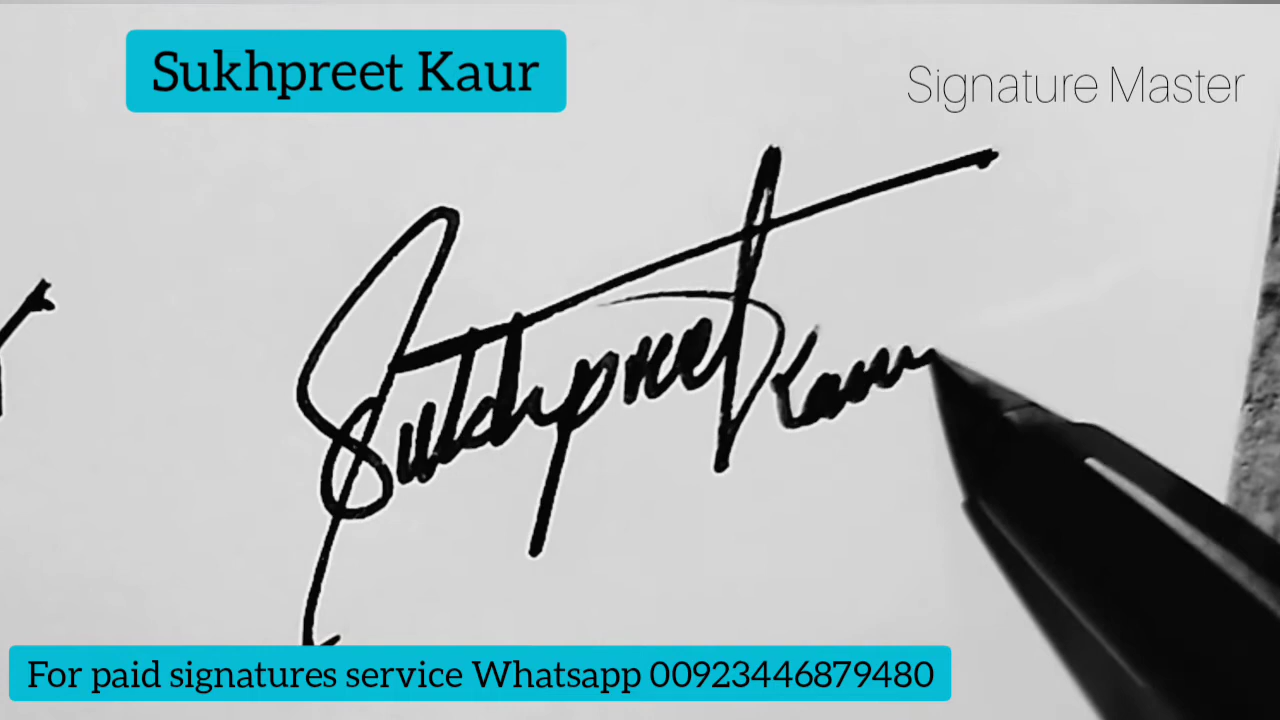 Sukhpreet Kaur
Signature Master
Sukhpreet Kaur
For paid signatures service Whatsapp 00923446879480